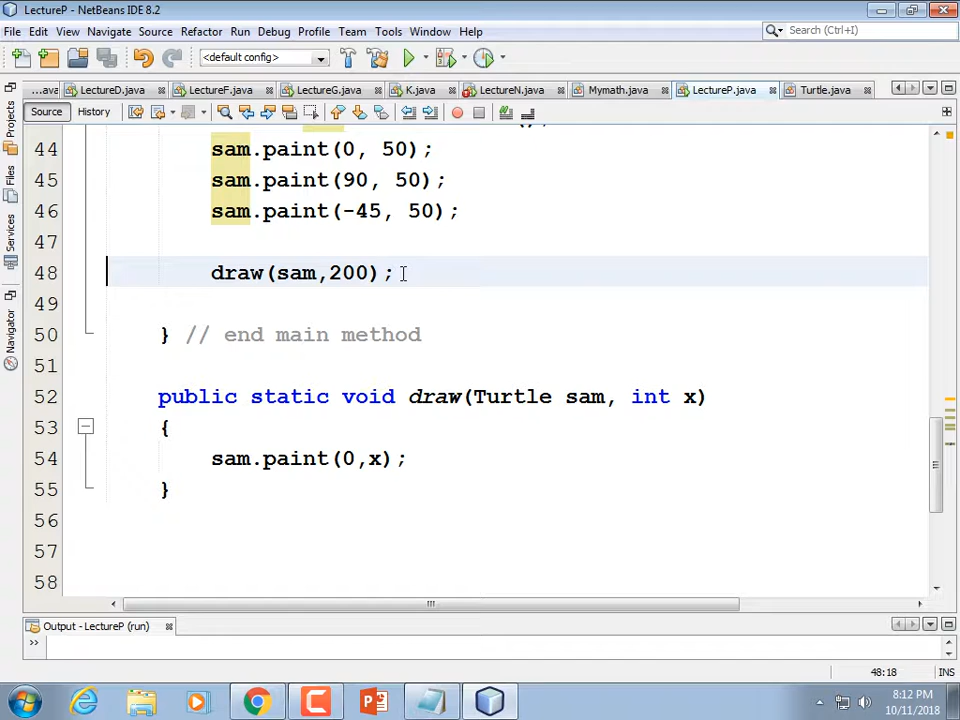 LectureP - NetBeans IDE 8.2
File Edit View Navigate Source Refactor Run Debug Profile Team Tools Window Help
Search (Ctrl+I)
<default config>
...ava LectureD.java LectureF.java LectureG.java K.java LectureN.java Mymath.java LectureP.java Turtle.java
Source History
Projects
Files
Services
Navigator
44 sam.paint(0, 50);
45 sam.paint(90, 50);
46 sam.paint(-45, 50);
47
48 draw(sam,200);
49
50 } // end main method
51
52 public static void draw(Turtle sam, int x)
53 {
54 sam.paint(0,x);
55 }
56
57
58
Output - LectureP (run)
>>
48:18 INS
8:12 PM
10/11/2018